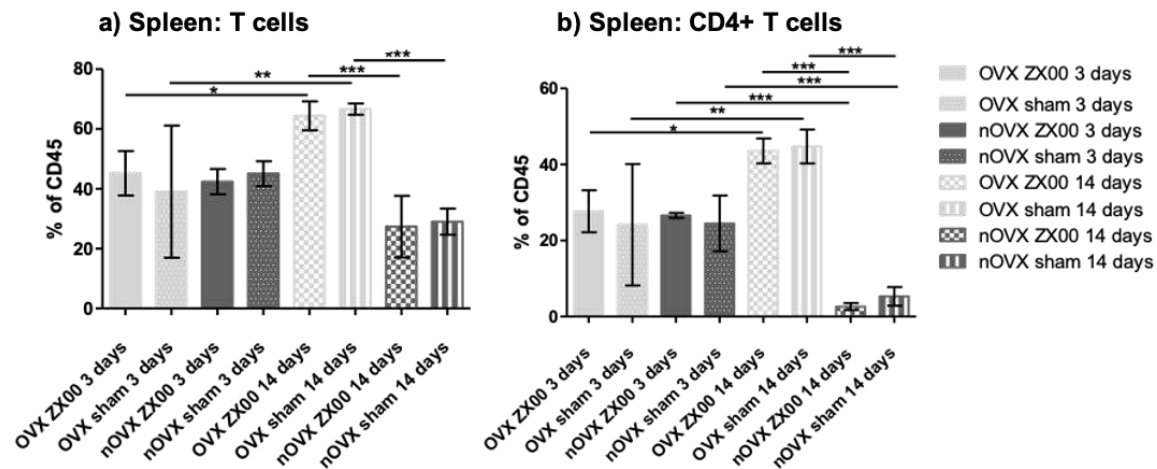 a) Spleen: T cells
% of CD45
80
60
40
20
0
*
**
***
***
OVX ZX00 3 days
OVX sham 3 days
nOVX ZX00 3 days
nOVX sham 3 days
OVX ZX00 14 days
OVX sham 14 days
nOVX ZX00 14 days
nOVX sham 14 days
b) Spleen: CD4+ T cells
% of CD45
60
40
20
0
*
**
***
***
***
***
OVX ZX00 3 days
OVX sham 3 days
nOVX ZX00 3 days
nOVX sham 3 days
OVX ZX00 14 days
OVX sham 14 days
nOVX ZX00 14 days
nOVX sham 14 days
OVX ZX00 3 days
OVX sham 3 days
nOVX ZX00 3 days
nOVX sham 3 days
OVX ZX00 14 days
OVX sham 14 days
nOVX ZX00 14 days
nOVX sham 14 days